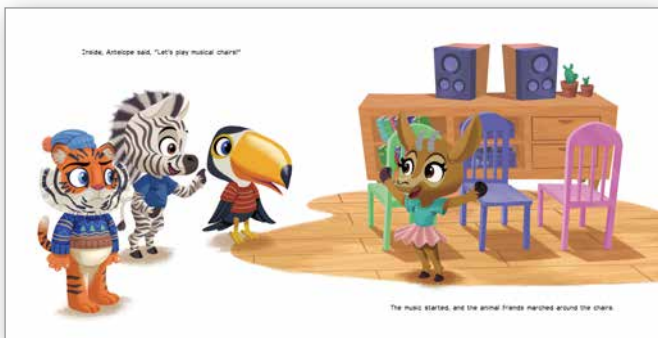 Inside, Antelope said, "Let's play musical chairs!"
The music started, and the animal friends marched around the chairs.